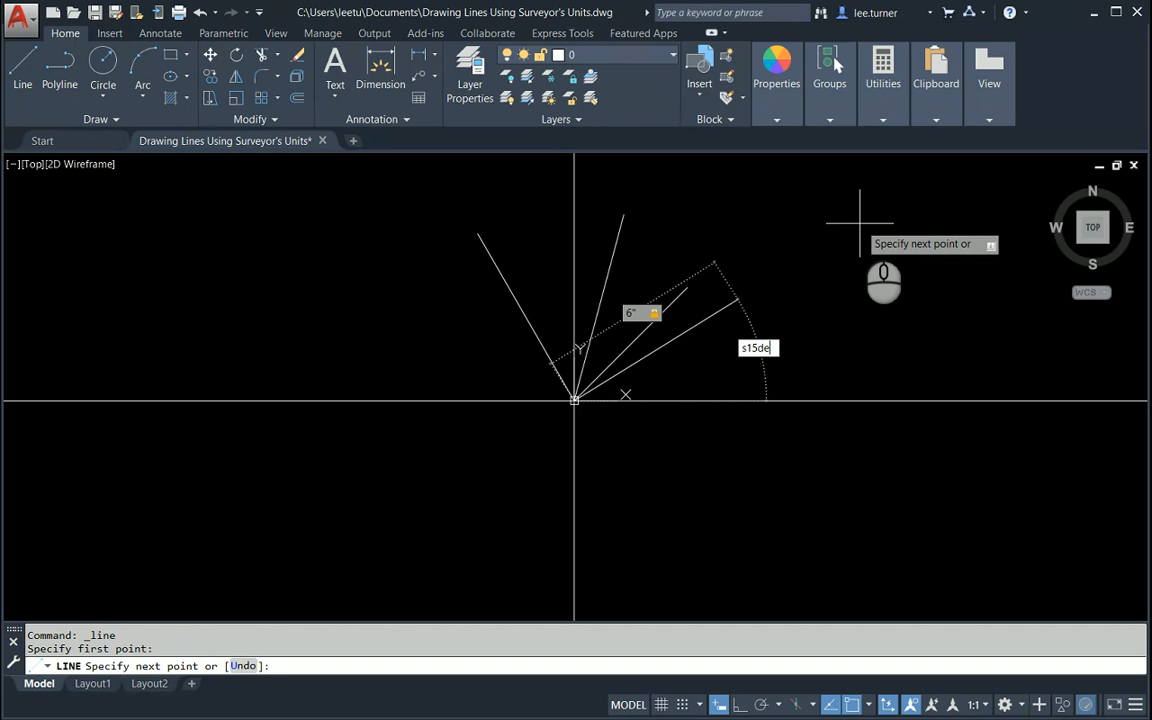 C:\Users\leetu\Documents\Drawing Lines Using Surveyor's Units.dwg
Type a keyword or phrase
lee.turner
Home Insert Annotate Parametric View Manage Output Add-ins Collaborate Express Tools Featured Apps
Line Polyline Circle Arc
Text Dimension
Layer Properties
0
Insert
Properties Groups Utilities Clipboard View
Draw Modify Annotation Layers Block
Start
Drawing Lines Using Surveyor's Units*
[−][Top][2D Wireframe]
N
W TOP E
S
WCS
Specify next point or
6"
s15de
Y
X
Command: _line
Specify first point:
LINE Specify next point or [Undo]:
Model Layout1 Layout2
MODEL 1:1